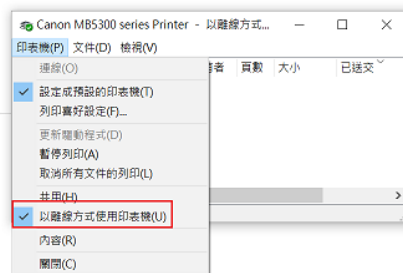 Canon MB5300 series Printer - 以離線方式...
印表機(P) 文件(D) 檢視(V)
連線(O)
者 頁數 大小 已送交
設定成預設的印表機(T)
列印喜好設定(F)...
更新驅動程式(D)
暫停列印(A)
取消所有文件的列印(L)
共用(H)
以離線方式使用印表機(U)
內容(R)
關閉(C)